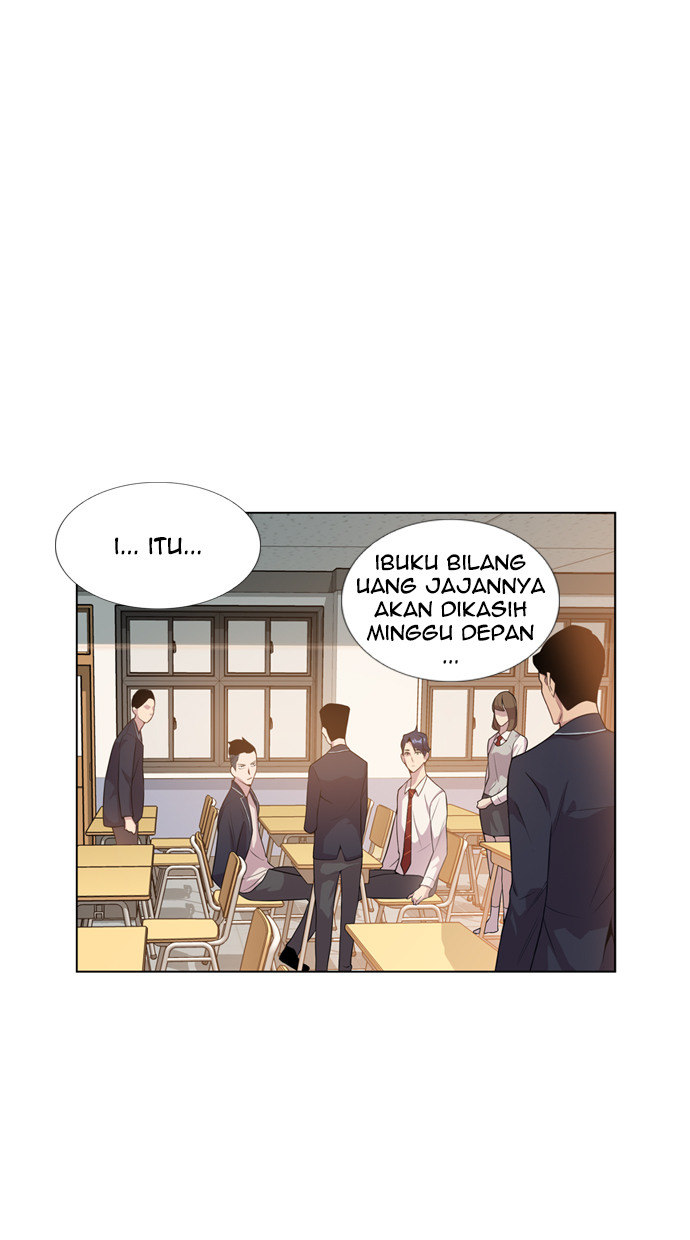 I... ITU...
IBUKU BILANG
UANG JAJANNYA
AKAN DIKASIH
MINGGU DEPAN
...